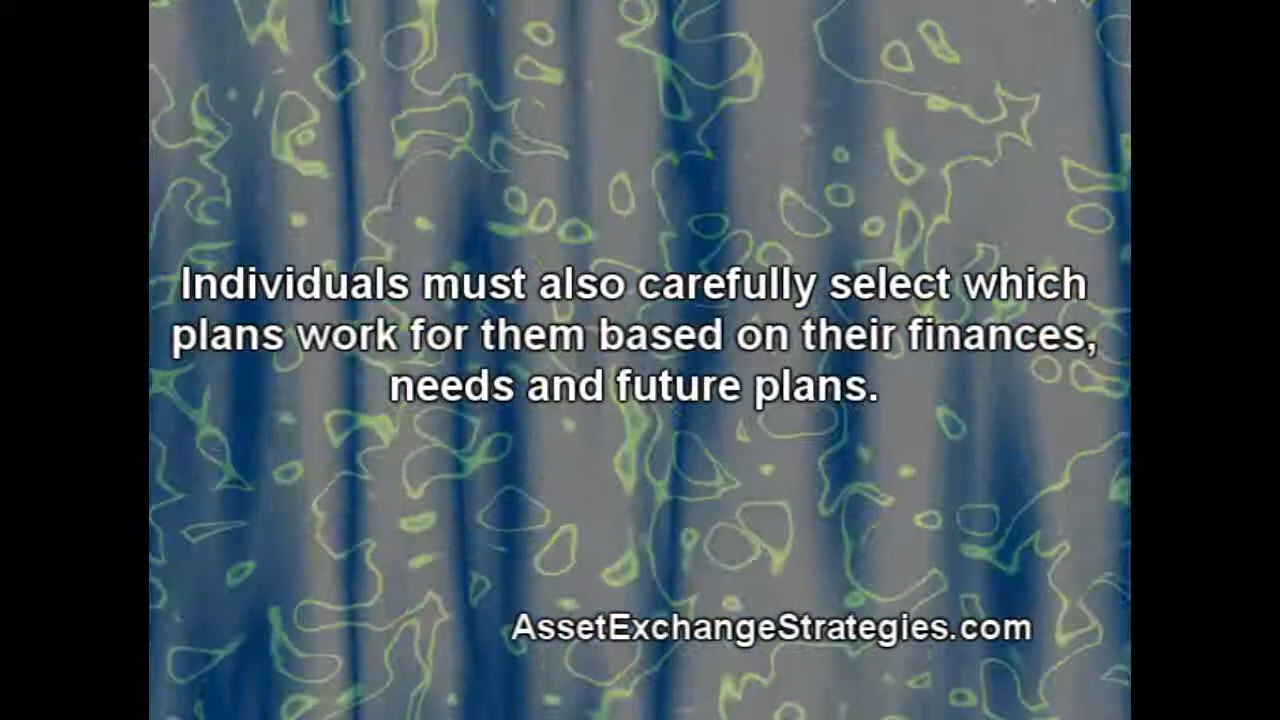 Individuals must also carefully select which
plans work for them based on their finances,
needs and future plans.
AssetExchangeStrategies.com